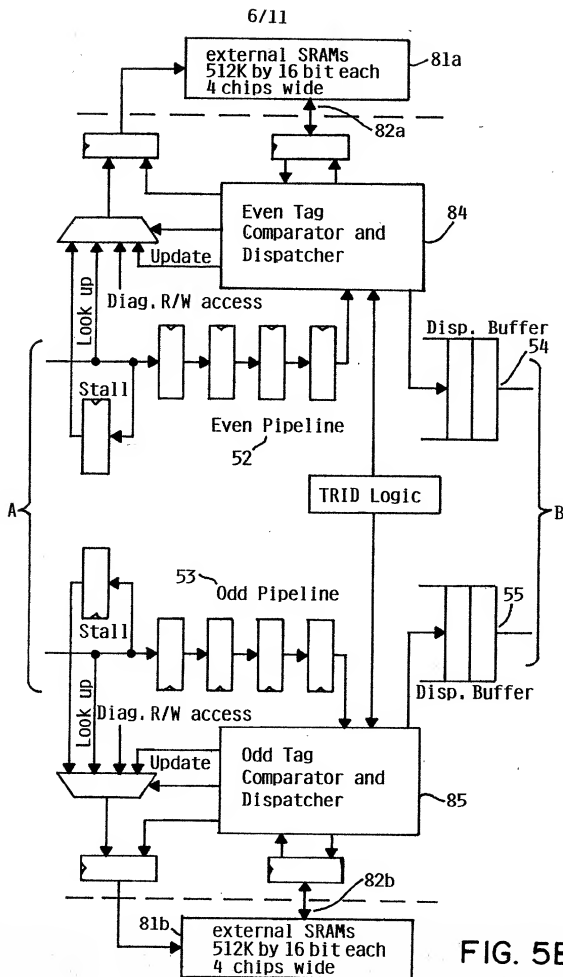 6/11
external SRAMs
512K by 16 bit each
4 chips wide
81a
82a
Even Tag
Comparator and
Dispatcher
84
Update
Look up
Diag. R/W access
Disp. Buffer
54
Stall
Even Pipeline
52
A
TRID Logic
B
53
Odd Pipeline
55
Stall
Disp. Buffer
Look up
Diag. R/W access
Update
Odd Tag
Comparator and
Dispatcher
85
82b
81b
external SRAMs
512K by 16 bit each
4 chips wide
FIG. 5B